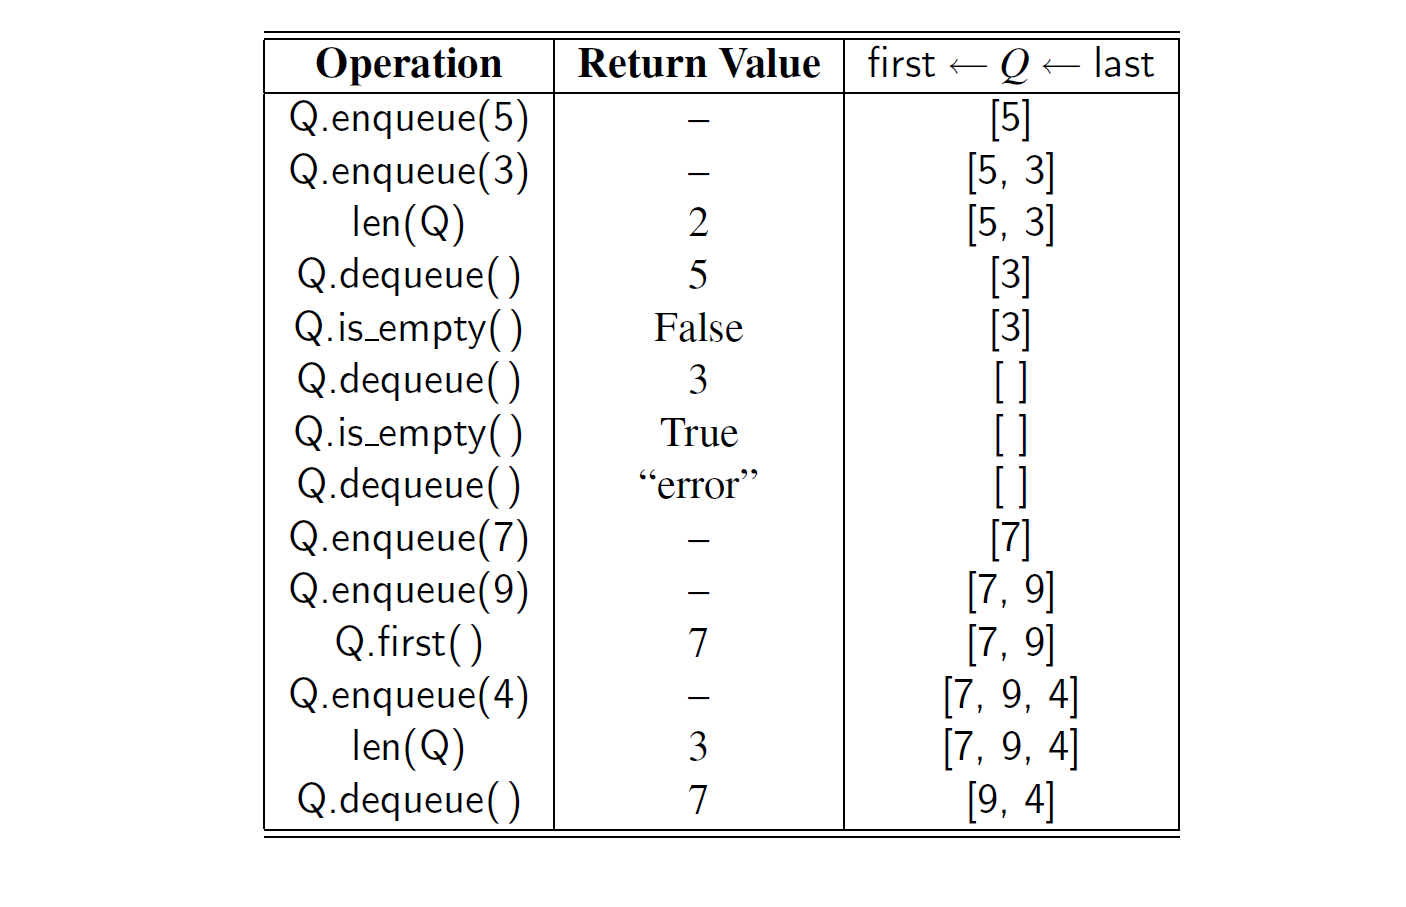 Operation Return Value first ← Q ← last
Q.enqueue(5) – [5]
Q.enqueue(3) – [5, 3]
len(Q) 2 [5, 3]
Q.dequeue( ) 5 [3]
Q.is_empty( ) False [3]
Q.dequeue( ) 3 [ ]
Q.is_empty( ) True [ ]
Q.dequeue( ) “error” [ ]
Q.enqueue(7) – [7]
Q.enqueue(9) – [7, 9]
Q.first( ) 7 [7, 9]
Q.enqueue(4) – [7, 9, 4]
len(Q) 3 [7, 9, 4]
Q.dequeue( ) 7 [9, 4]